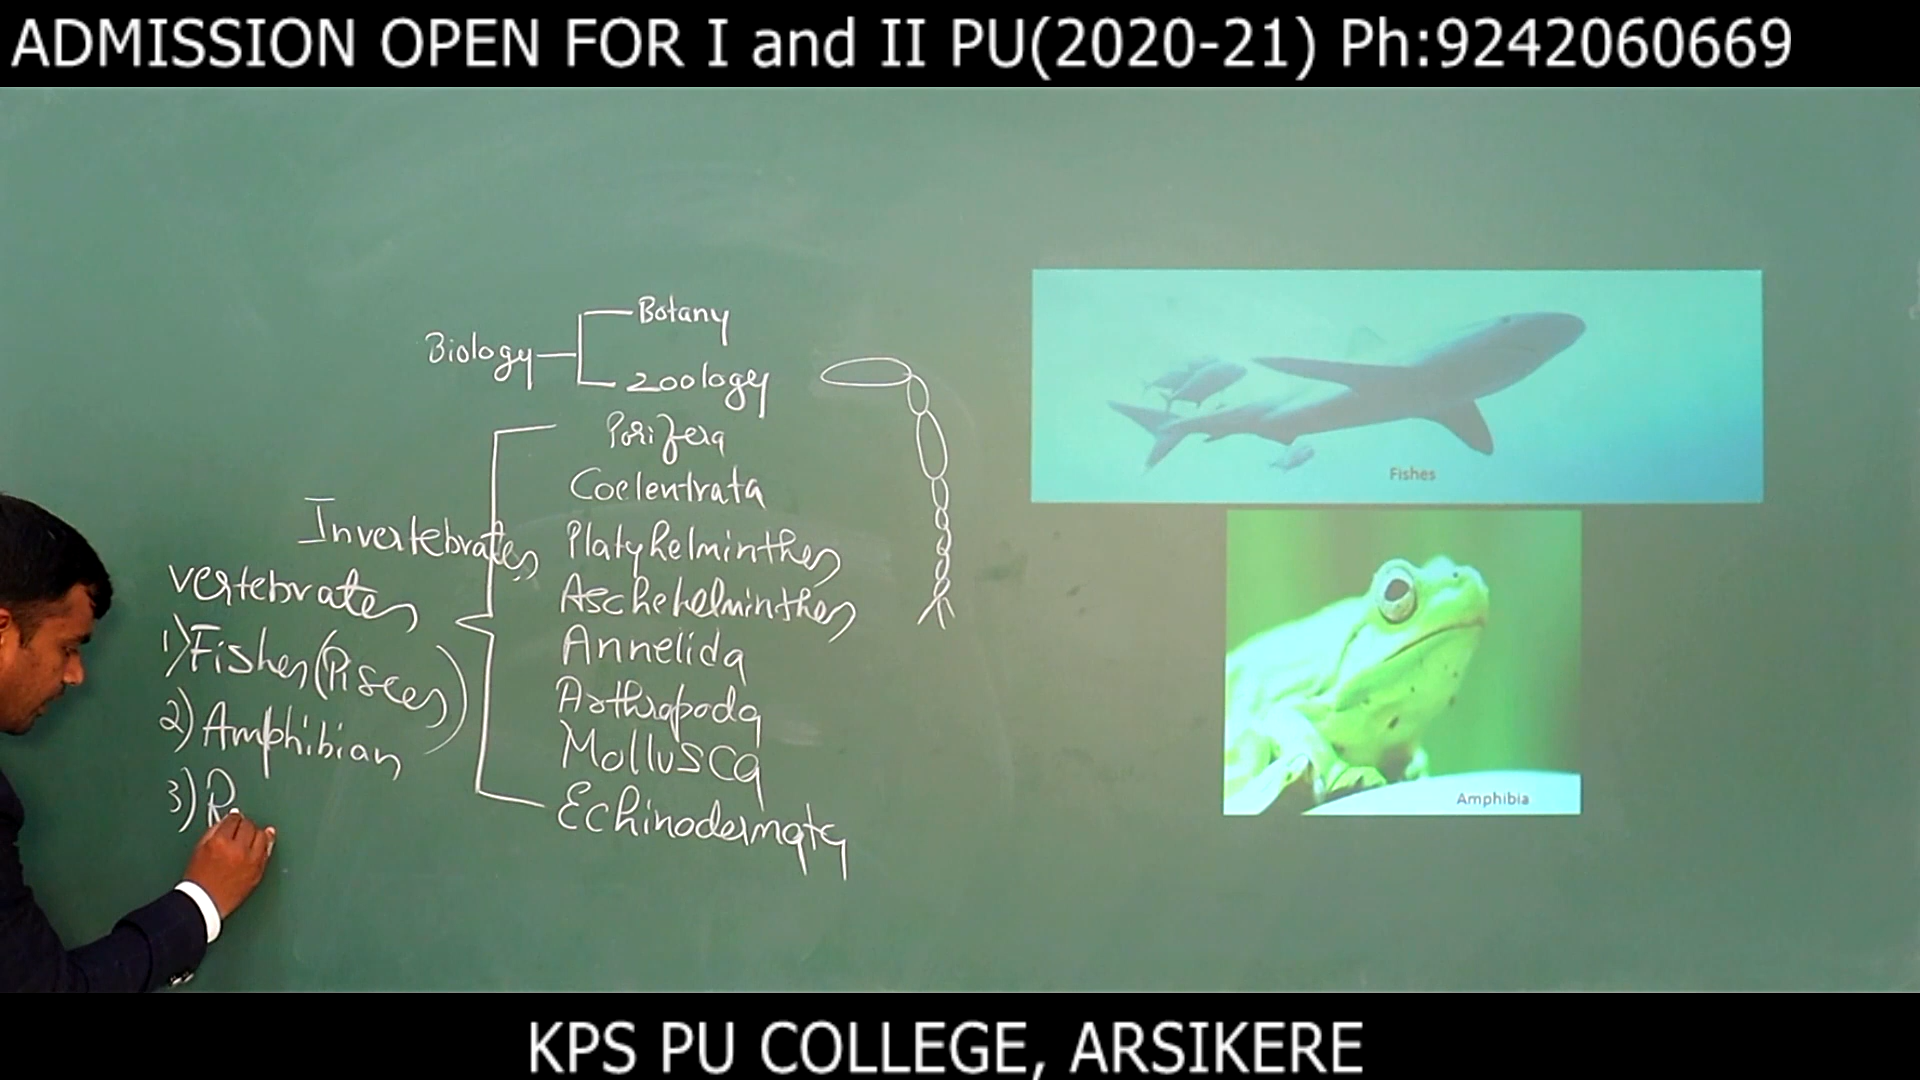 ADMISSION OPEN FOR I and II PU(2020-21) Ph:9242060669
Botany
Biology
Zoology
Porifera
Coelentrata
Invertebrates
Platyhelminthes
Vertebrates
Aschehelminthes
1) Fishes (Pisces)
Annelida
2) Amphibian
Arthropoda
Mollusca
3) R
Echinodermata
Fishes
Amphibia
KPS PU COLLEGE, ARSIKERE